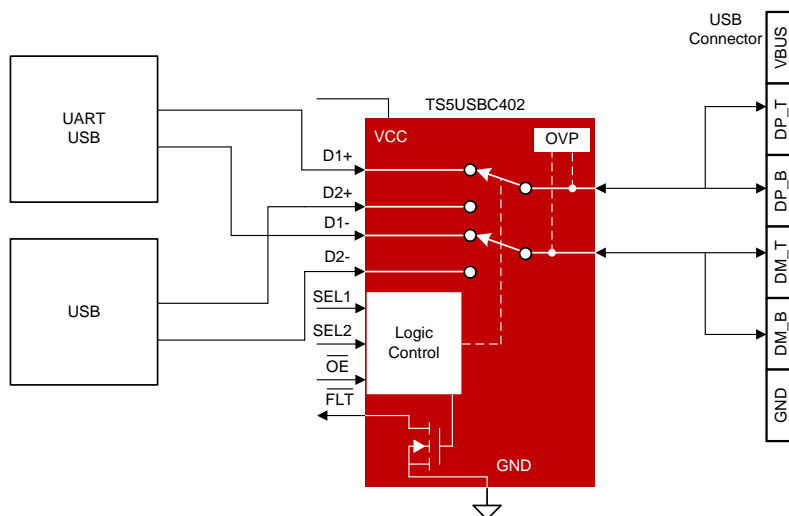 USB
Connector
VBUS
DP_T
DP_B
DM_T
DM_B
GND
TS5USBC402
UART
USB
VCC
OVP
D1+
D2+
D1-
D2-
USB
SEL1
SEL2
OE
FLT
Logic
Control
GND